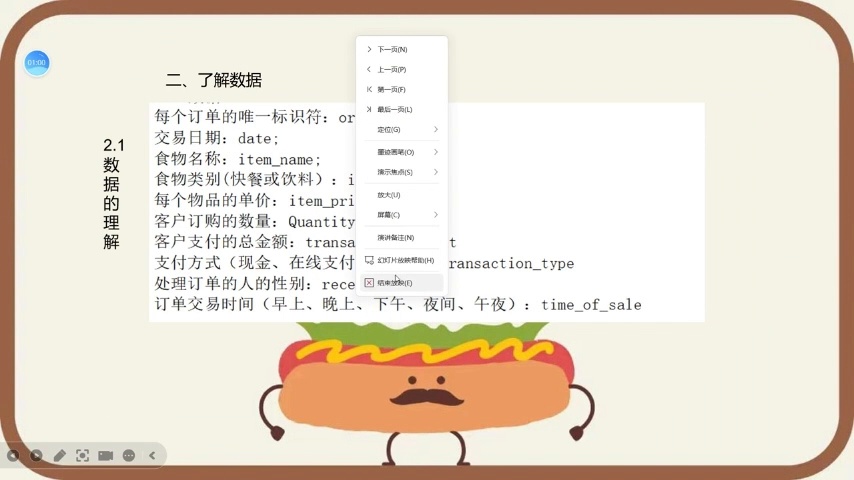 01:00
二、了解数据
2.1
数
据
的
理
解
每个订单的唯一标识符：or
交易日期：date;
食物名称：item_name;
食物类别(快餐或饮料）：i
每个物品的单价：item_pri
客户订购的数量：Quantity
客户支付的总金额：transa t
支付方式（现金、在线支付 ransaction_type
处理订单的人的性别：rece
订单交易时间（早上、晚上、下午、夜间、午夜）：time_of_sale
下一页(N)
上一页(P)
第一页(F)
最后一页(L)
定位(G)
墨迹画笔(O)
演示焦点(S)
放大(U)
屏幕(C)
演讲备注(N)
幻灯片放映帮助(H)
结束放映(E)